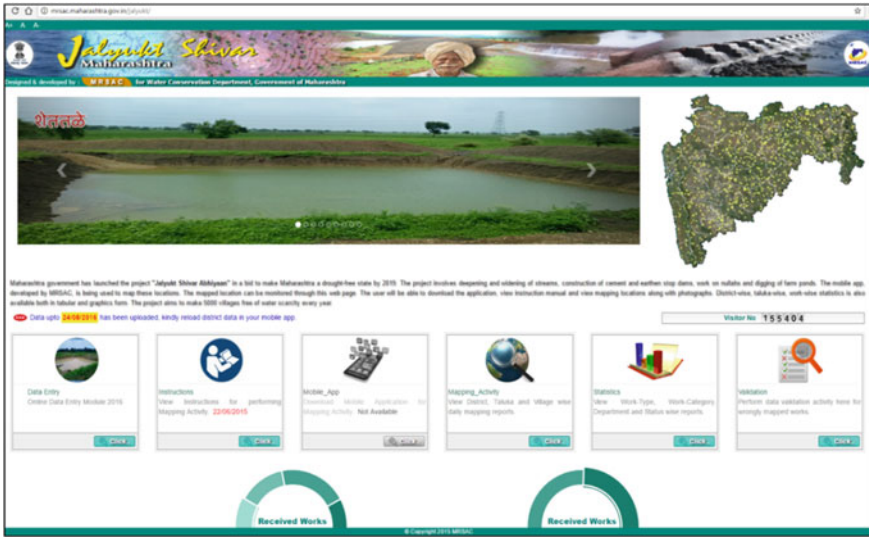 mrsac.maharashtra.gov.in/jalyukt/
A+ A A-
Jalyukt Shivar
Maharashtra
MRSAC
Designed & developed by : MRSAC for Water Conservation Department, Government of Maharashtra
शेततळे
Maharashtra government has launched the project "Jalyukt Shivar Abhiyaan" in a bid to make Maharashtra a drought-free state by 2019. The project involves deepening and widening of streams, construction of cement and earthen stop dams, work on nullahs and digging of farm ponds. The mobile app,
developed by MRSAC, is being used to map these locations. The mapped location can be monitored through this web page. The user will be able to download the application, view instruction manual and view mapping locations along with photographs. District-wise, taluka-wise, work-wise statistics is also
available both in tabular and graphics form. The project aims to make 5000 villages free of water scarcity every year.
Data upto 24/08/2016 has been uploaded, kindly reload district data in your mobile app.
Visitor No 155404
Data Entry
Online Data Entry Module 2016
Click..
Instructions
View Instructions for performing
Mapping Activity. 22/06/2015
Click..
Mobile_App
Download Mobile Application for
Mapping Activity. Not Available
Click..
Mapping_Activity
View District, Taluka and Village wise
daily mapping reports.
Click..
Statistics
View Work-Type, Work-Category,
Department and Status wise reports.
Click..
Validation
Perform data validation activity here for
wrongly mapped works.
Click..
Received Works
Received Works
© Copyright 2015 MRSAC